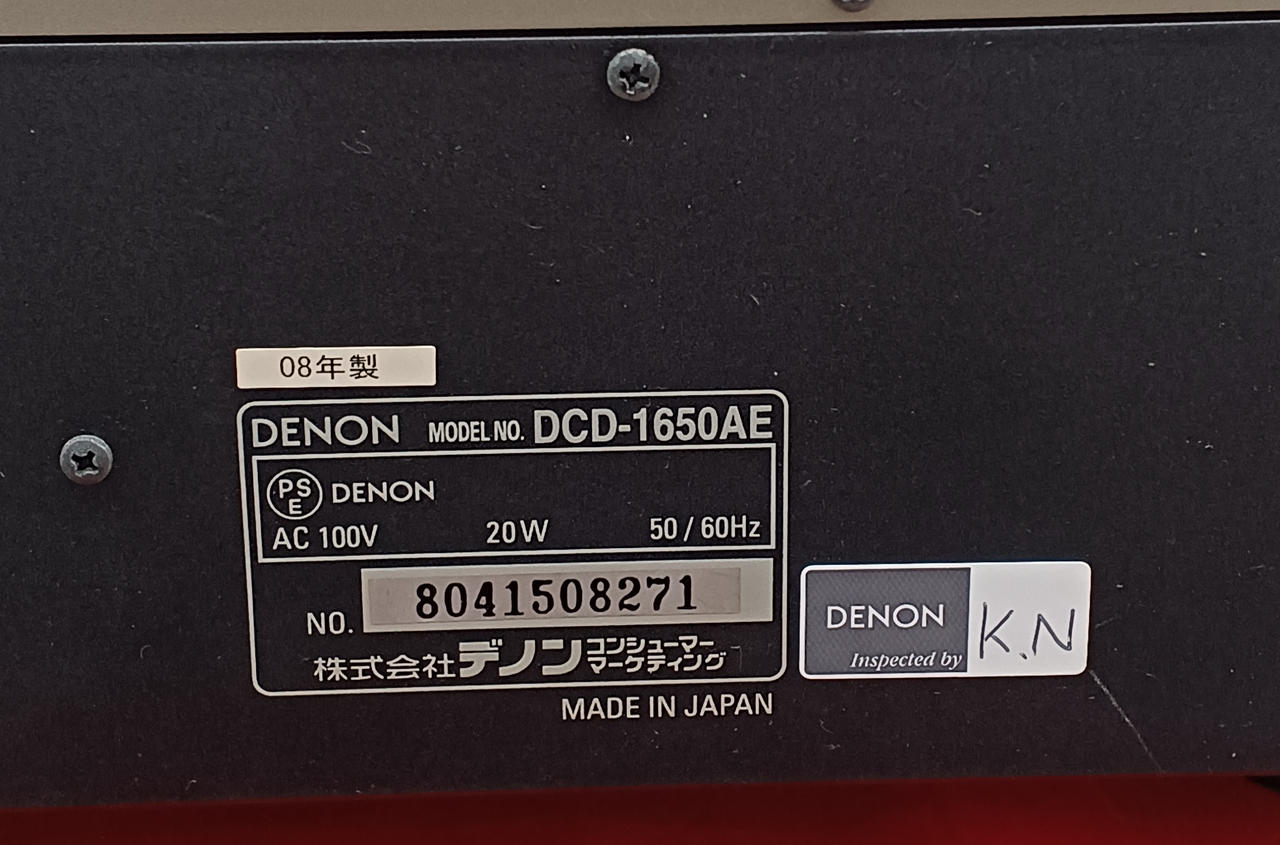 08年製
DENON MODEL NO. DCD-1650AE
PS
E
DENON
AC 100V 20W 50/60Hz
NO. 8041508271
株式会社デノン コンシューマー
マーケティング
MADE IN JAPAN
DENON
Inspected by
K.N